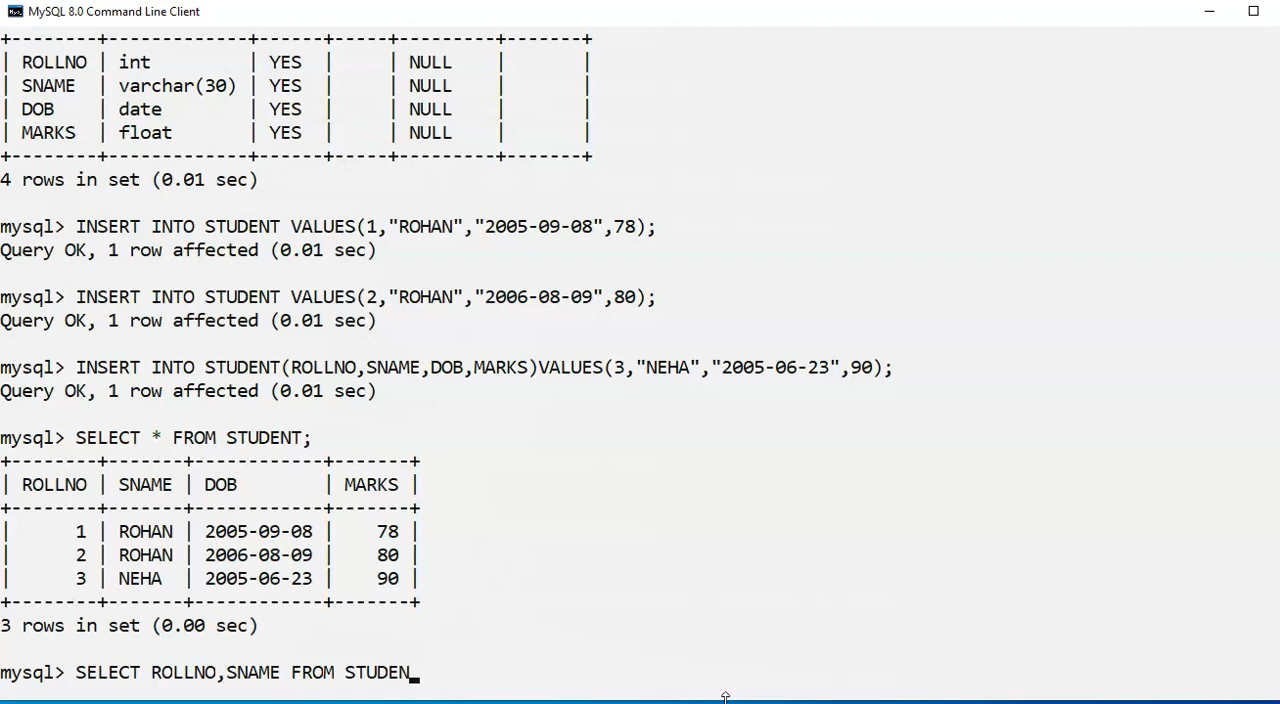 MySQL 8.0 Command Line Client
+--------+-------------+------+-----+---------+-------+
| ROLLNO | int         | YES  |     | NULL    |       |
| SNAME  | varchar(30) | YES  |     | NULL    |       |
| DOB    | date        | YES  |     | NULL    |       |
| MARKS  | float       | YES  |     | NULL    |       |
+--------+-------------+------+-----+---------+-------+
4 rows in set (0.01 sec)
mysql> INSERT INTO STUDENT VALUES(1,"ROHAN","2005-09-08",78);
Query OK, 1 row affected (0.01 sec)
mysql> INSERT INTO STUDENT VALUES(2,"ROHAN","2006-08-09",80);
Query OK, 1 row affected (0.01 sec)
mysql> INSERT INTO STUDENT(ROLLNO,SNAME,DOB,MARKS)VALUES(3,"NEHA","2005-06-23",90);
Query OK, 1 row affected (0.01 sec)
mysql> SELECT * FROM STUDENT;
+--------+-------+------------+-------+
| ROLLNO | SNAME | DOB        | MARKS |
+--------+-------+------------+-------+
|      1 | ROHAN | 2005-09-08 |    78 |
|      2 | ROHAN | 2006-08-09 |    80 |
|      3 | NEHA  | 2005-06-23 |    90 |
+--------+-------+------------+-------+
3 rows in set (0.00 sec)
mysql> SELECT ROLLNO,SNAME FROM STUDEN_